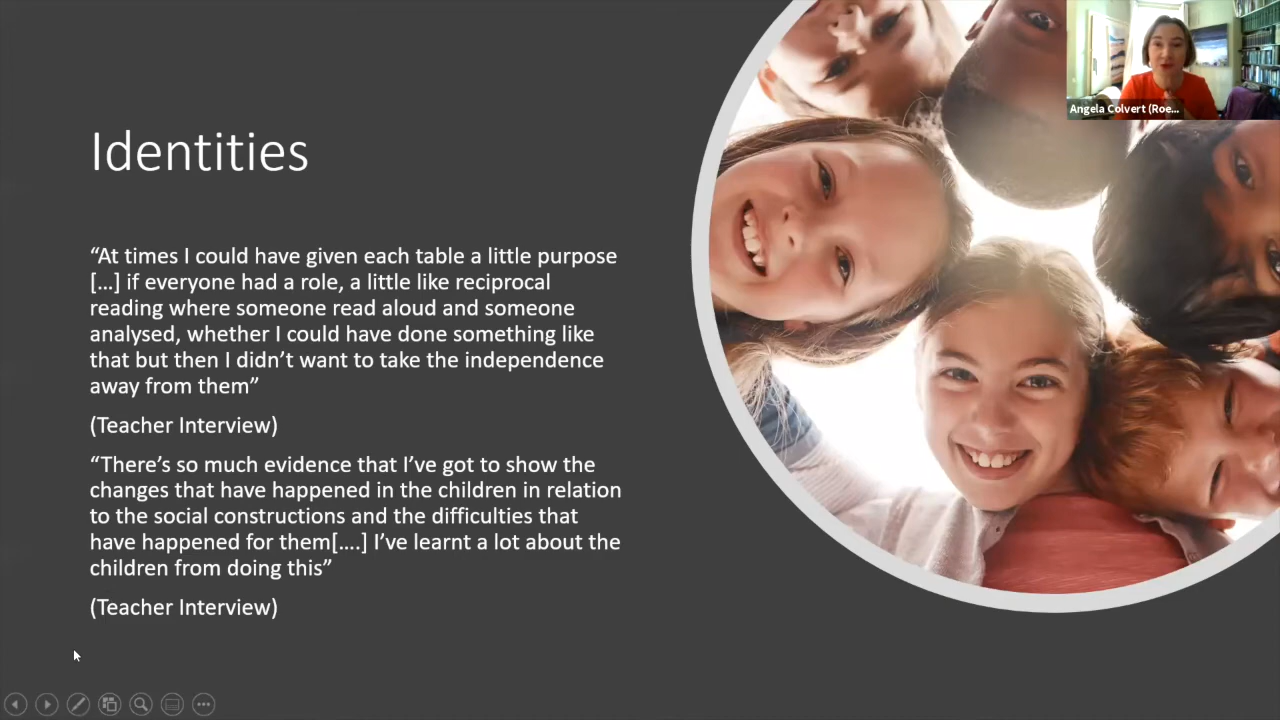 Identities
“At times I could have given each table a little purpose
[...] if everyone had a role, a little like reciprocal
reading where someone read aloud and someone
analysed, whether I could have done something like
that but then I didn’t want to take the independence
away from them”
(Teacher Interview)
“There’s so much evidence that I’ve got to show the
changes that have happened in the children in relation
to the social constructions and the difficulties that
have happened for them[....] I’ve learnt a lot about the
children from doing this”
(Teacher Interview)
Angela Colvert (Roe...